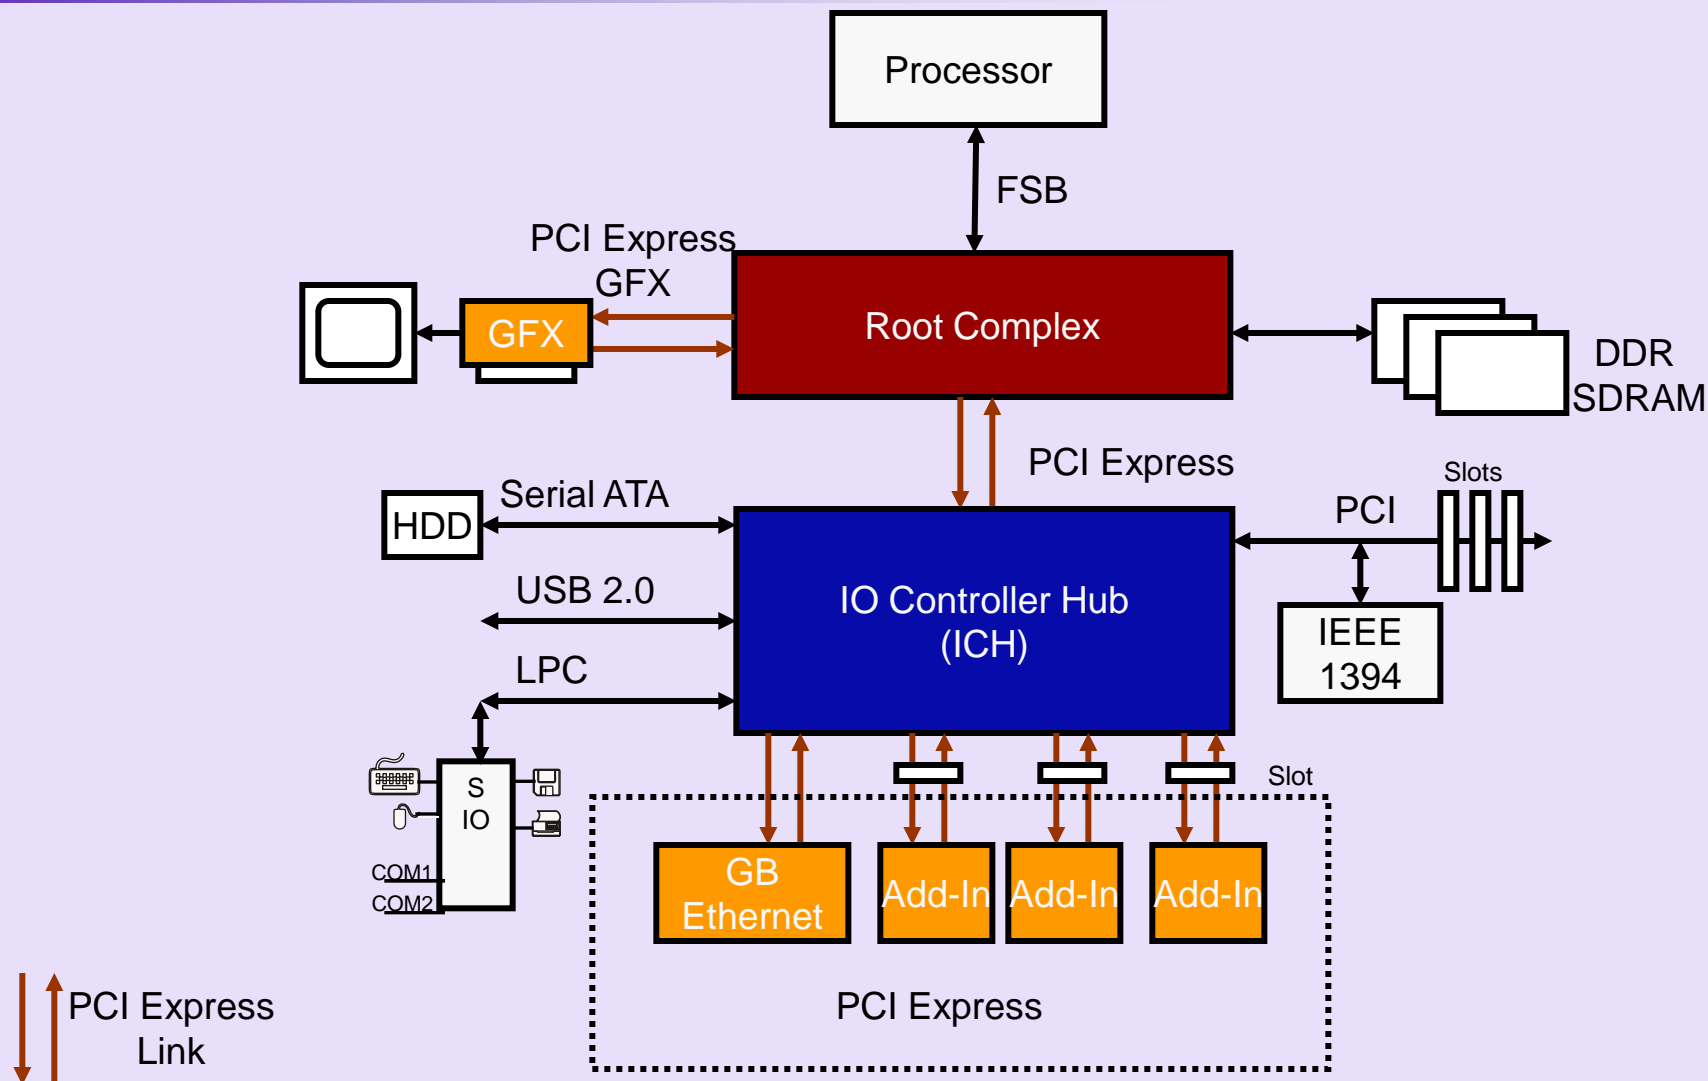 Processor
FSB
PCI Express
GFX
GFX
Root Complex
DDR
SDRAM
PCI Express
Slots
Serial ATA
HDD
PCI
USB 2.0
IO Controller Hub
(ICH)
IEEE
1394
LPC
S
IO
Slot
COM1
COM2
GB
Ethernet
Add-In
Add-In
Add-In
PCI Express
PCI Express
Link